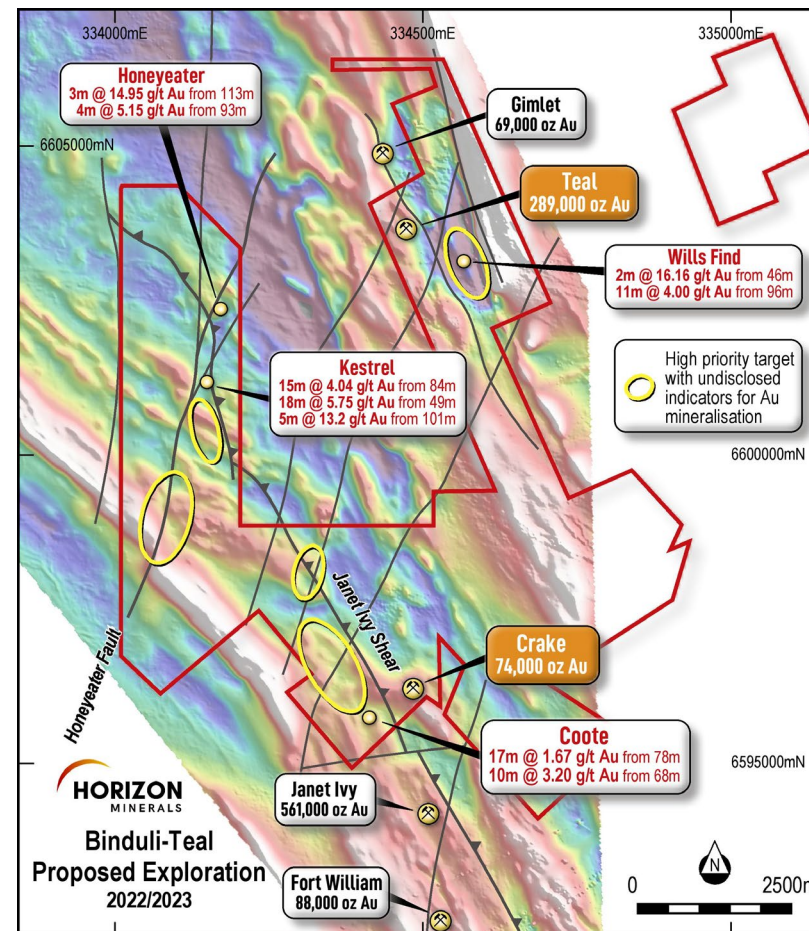 334000mE
334500mE
335000mE
Honeyeater
3m @ 14.95 g/t Au from 113m
4m @ 5.15 g/t Au from 93m
Gimlet
69,000 oz Au
6605000mN
Teal
289,000 oz Au
Wills Find
2m @ 16.16 g/t Au from 46m
11m @ 4.00 g/t Au from 96m
Kestrel
15m @ 4.04 g/t Au from 84m
18m @ 5.75 g/t Au from 49m
5m @ 13.2 g/t Au from 101m
High priority target
with undisclosed
indicators for Au
mineralisation
6600000mN
Janet Ivy Shear
Honeyeater Fault
Crake
74,000 oz Au
Coote
17m @ 1.67 g/t Au from 78m
10m @ 3.20 g/t Au from 68m
6595000mN
HORIZON
MINERALS
Janet Ivy
561,000 oz Au
Binduli-Teal
Proposed Exploration
2022/2023
Fort William
88,000 oz Au
N
0 2500m